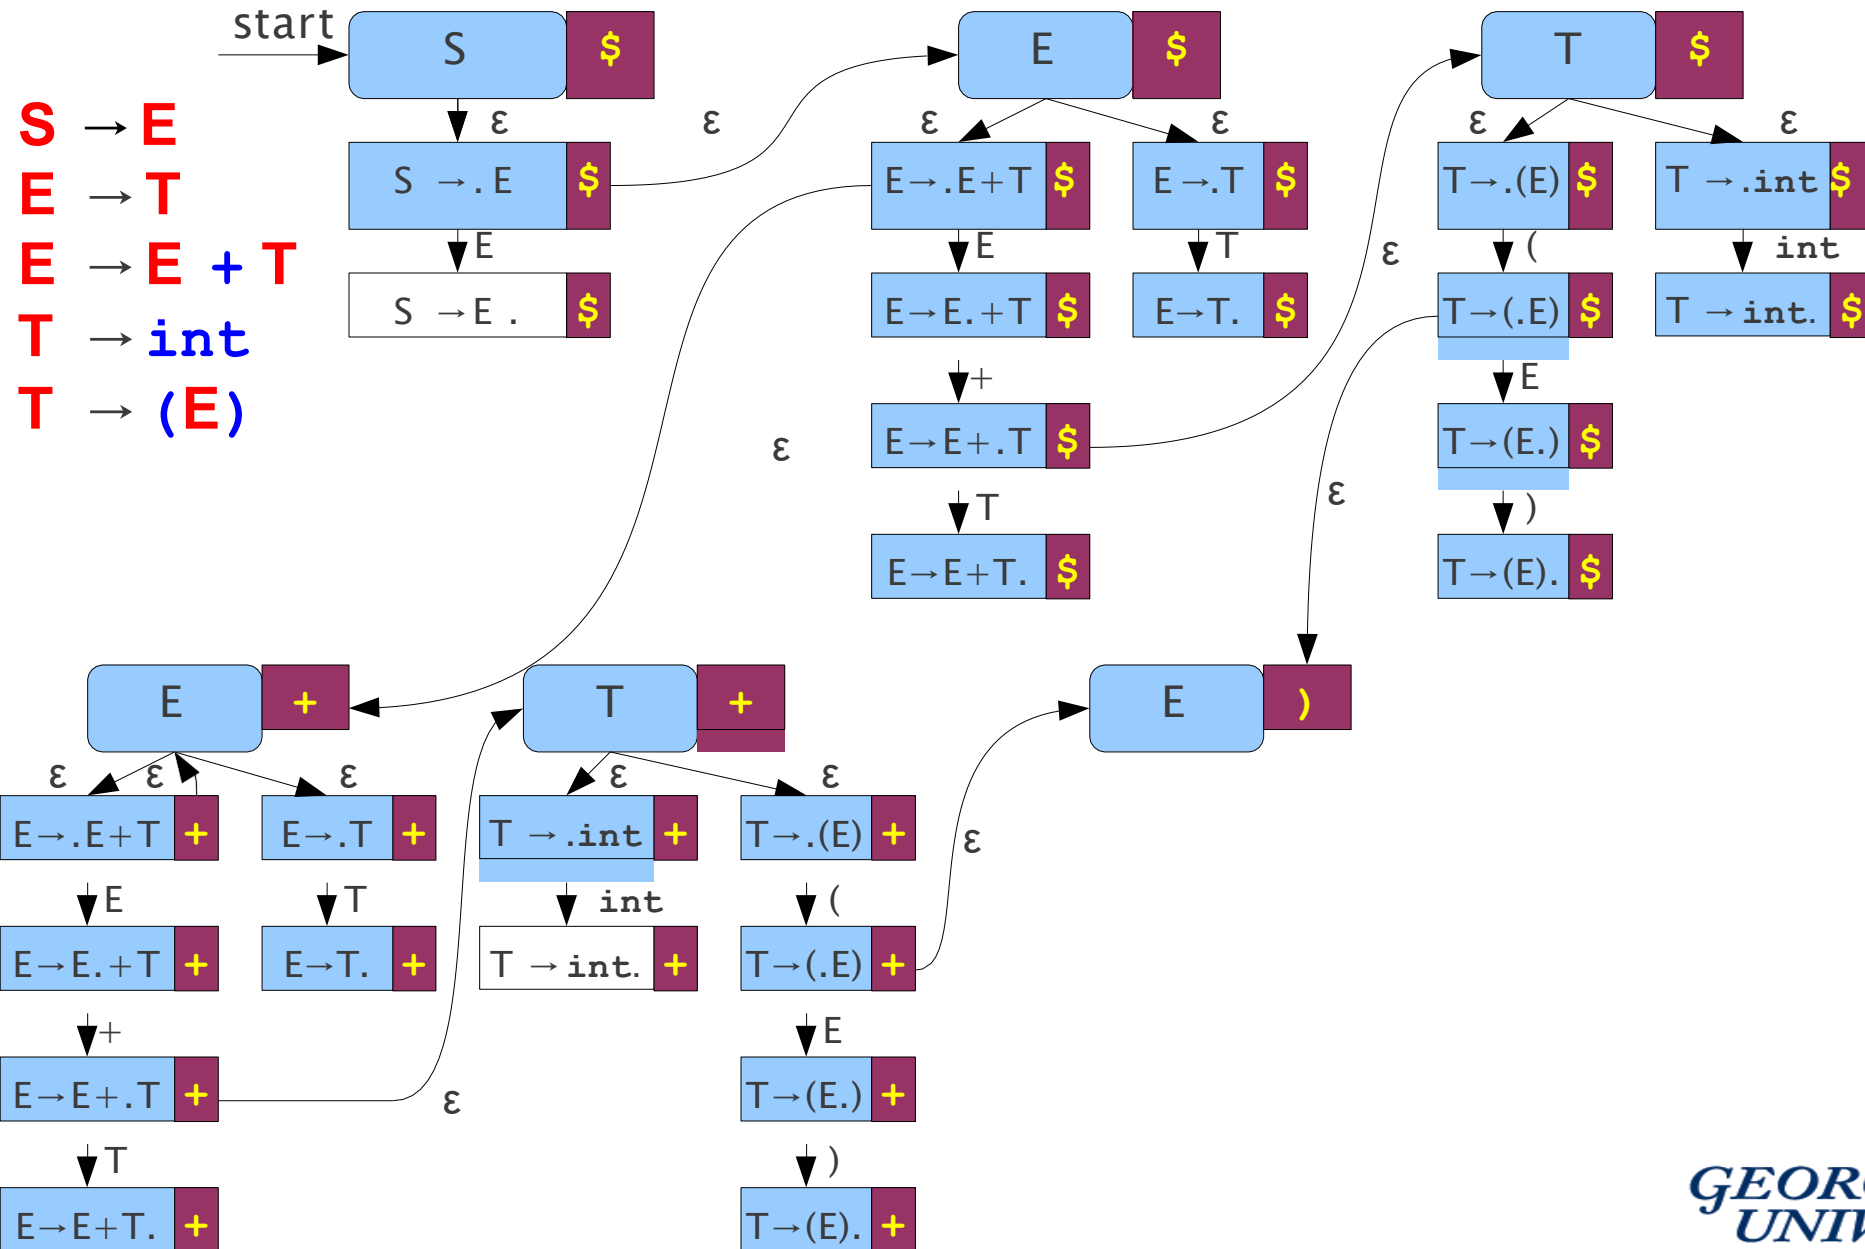 start
S $ E $ T $
S → E
ε ε ε ε ε ε
S →. E $ E→.E+T $ E →.T $ T→.(E) $ T →.int $
E → T
E E T ε ( int
E → E + T
S →E . $ E→E.+T $ E→T. $ T→(.E) $ T → int. $
T → int
+ E
T → (E)
ε E→E+.T $ T→(E.) $
T ε )
E→E+T. $ T→(E). $
E + T + E )
ε ε ε ε ε
E→.E+T + E→.T + T →.int + T→.(E) + ε
E T int (
E→E.+T + E→T. + T → int. + T→(.E) +
+ E
E→E+.T + ε T→(E.) +
T )
E→E+T. + T→(E). +